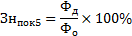 Зн_пок5 = Ф_д / Ф_о × 100%